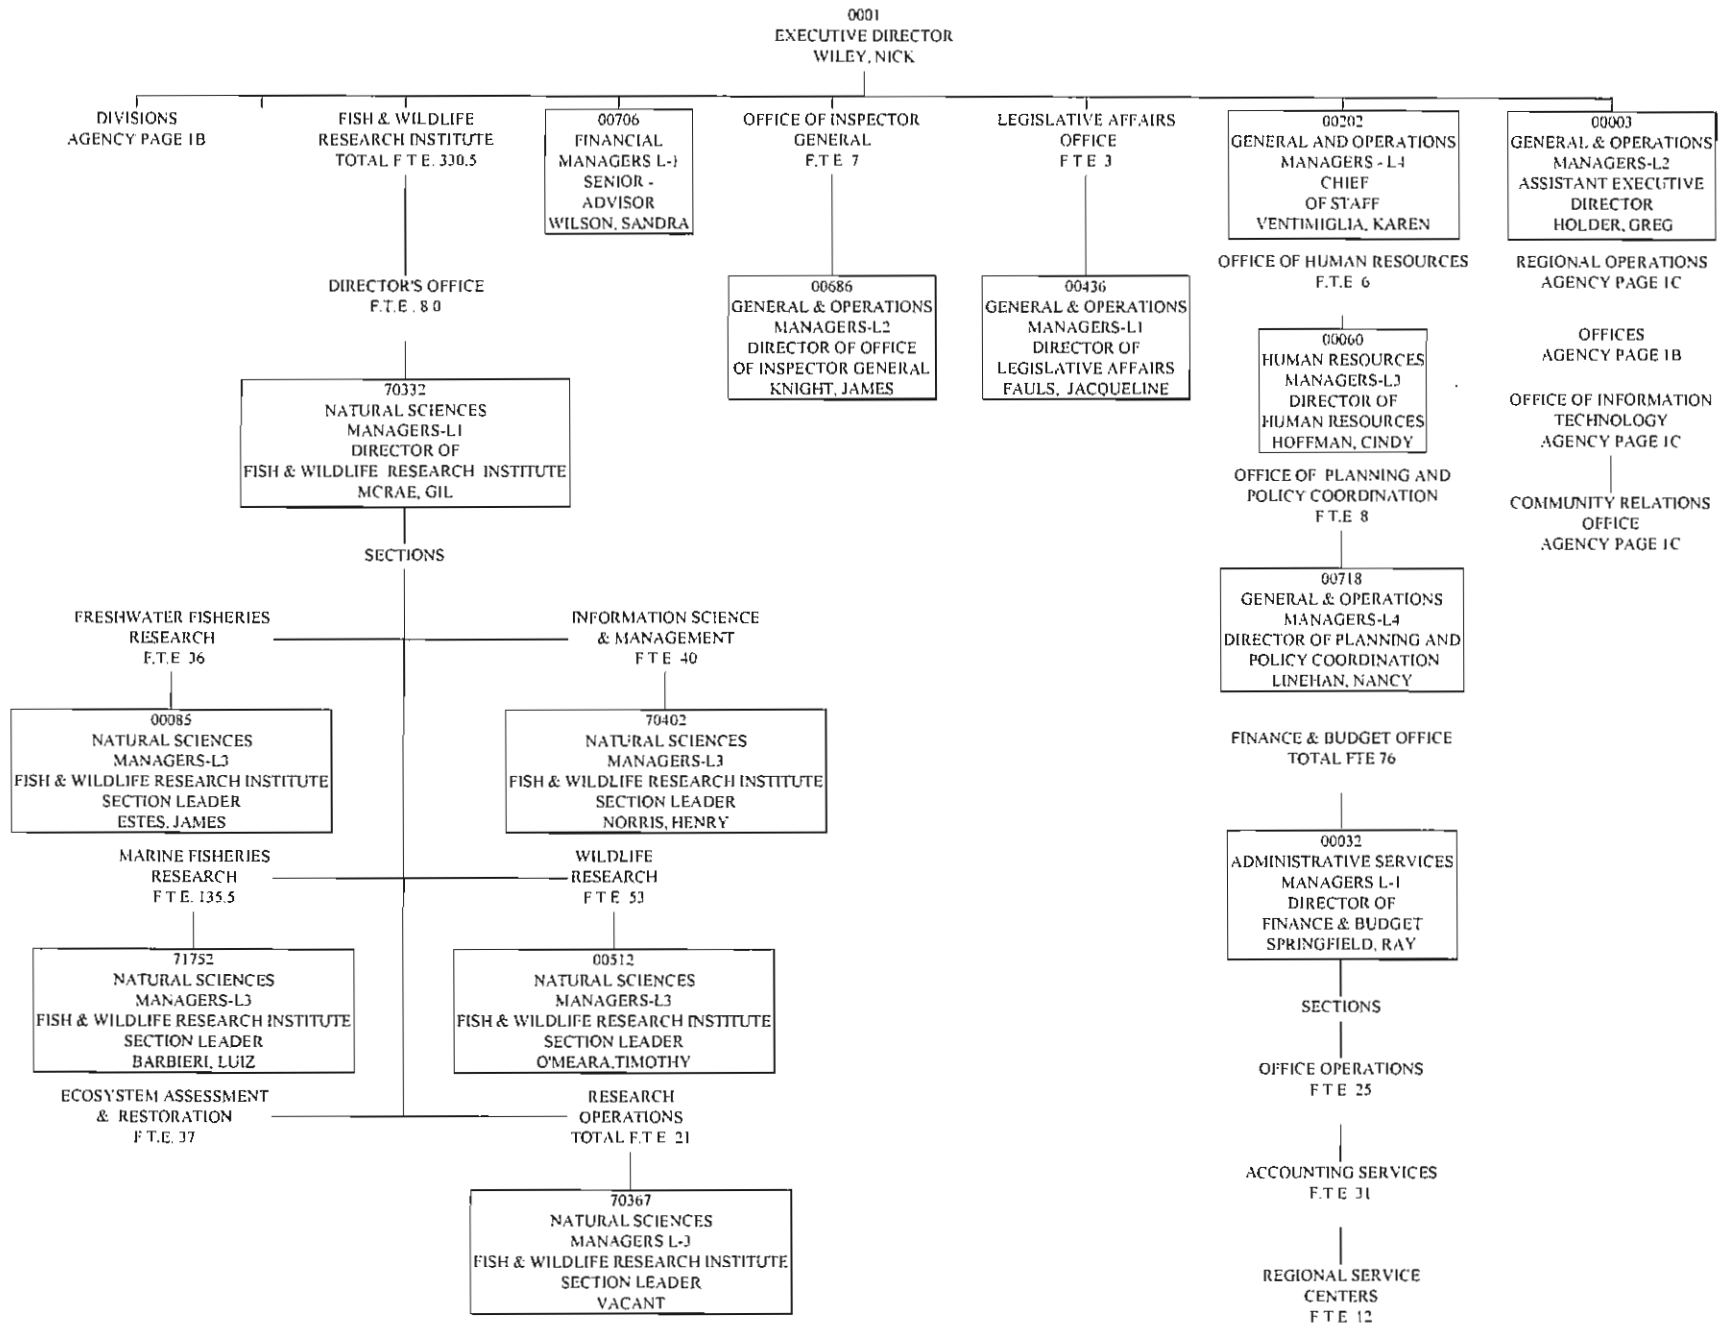 0001
EXECUTIVE DIRECTOR
WILEY, NICK
DIVISIONS
AGENCY PAGE 1B
FISH & WILDLIFE
RESEARCH INSTITUTE
TOTAL F T E. 330.5
00706
FINANCIAL
MANAGERS L-1
SENIOR -
ADVISOR
WILSON, SANDRA
OFFICE OF INSPECTOR
GENERAL
F.T.E 7
LEGISLATIVE AFFAIRS
OFFICE
F T E 3
00202
GENERAL AND OPERATIONS
MANAGERS - L4
CHIEF
OF STAFF
VENTIMIGLIA, KAREN
00003
GENERAL & OPERATIONS
MANAGERS-L2
ASSISTANT EXECUTIVE
DIRECTOR
HOLDER, GREG
DIRECTOR'S OFFICE
F.T.E. 8 0
00686
GENERAL & OPERATIONS
MANAGERS-L2
DIRECTOR OF OFFICE
OF INSPECTOR GENERAL
KNIGHT, JAMES
00436
GENERAL & OPERATIONS
MANAGERS-L1
DIRECTOR OF
LEGISLATIVE AFFAIRS
FAULS, JACQUELINE
OFFICE OF HUMAN RESOURCES
F.T.E 6
REGIONAL OPERATIONS
AGENCY PAGE 1C
00060
HUMAN RESOURCES
MANAGERS-L3
DIRECTOR OF
HUMAN RESOURCES
HOFFMAN, CINDY
OFFICES
AGENCY PAGE 1B
OFFICE OF INFORMATION
TECHNOLOGY
AGENCY PAGE 1C
70332
NATURAL SCIENCES
MANAGERS-L1
DIRECTOR OF
FISH & WILDLIFE RESEARCH INSTITUTE
MCRAE, GIL
OFFICE OF PLANNING AND
POLICY COORDINATION
F T.E 8
COMMUNITY RELATIONS
OFFICE
AGENCY PAGE 1C
SECTIONS
00718
GENERAL & OPERATIONS
MANAGERS-L4
DIRECTOR OF PLANNING AND
POLICY COORDINATION
LINEHAN, NANCY
FRESHWATER FISHERIES
RESEARCH
F.T.E 36
INFORMATION SCIENCE
& MANAGEMENT
F T E 40
00085
NATURAL SCIENCES
MANAGERS-L3
FISH & WILDLIFE RESEARCH INSTITUTE
SECTION LEADER
ESTES, JAMES
70402
NATURAL SCIENCES
MANAGERS-L3
FISH & WILDLIFE RESEARCH INSTITUTE
SECTION LEADER
NORRIS, HENRY
FINANCE & BUDGET OFFICE
TOTAL FTE 76
00032
ADMINISTRATIVE SERVICES
MANAGERS L-1
DIRECTOR OF
FINANCE & BUDGET
SPRINGFIELD, RAY
MARINE FISHERIES
RESEARCH
F T E. 135.5
WILDLIFE
RESEARCH
F T E 53
71752
NATURAL SCIENCES
MANAGERS-L3
FISH & WILDLIFE RESEARCH INSTITUTE
SECTION LEADER
BARBIERI, LUIZ
00512
NATURAL SCIENCES
MANAGERS-L3
FISH & WILDLIFE RESEARCH INSTITUTE
SECTION LEADER
O'MEARA,TIMOTHY
SECTIONS
OFFICE OPERATIONS
F T E 25
ECOSYSTEM ASSESSMENT
& RESTORATION
F T.E. 37
RESEARCH
OPERATIONS
TOTAL F.T E 21
ACCOUNTING SERVICES
F.T E 31
70367
NATURAL SCIENCES
MANAGERS L-3
FISH & WILDLIFE RESEARCH INSTITUTE
SECTION LEADER
VACANT
REGIONAL SERVICE
CENTERS
F T E 12